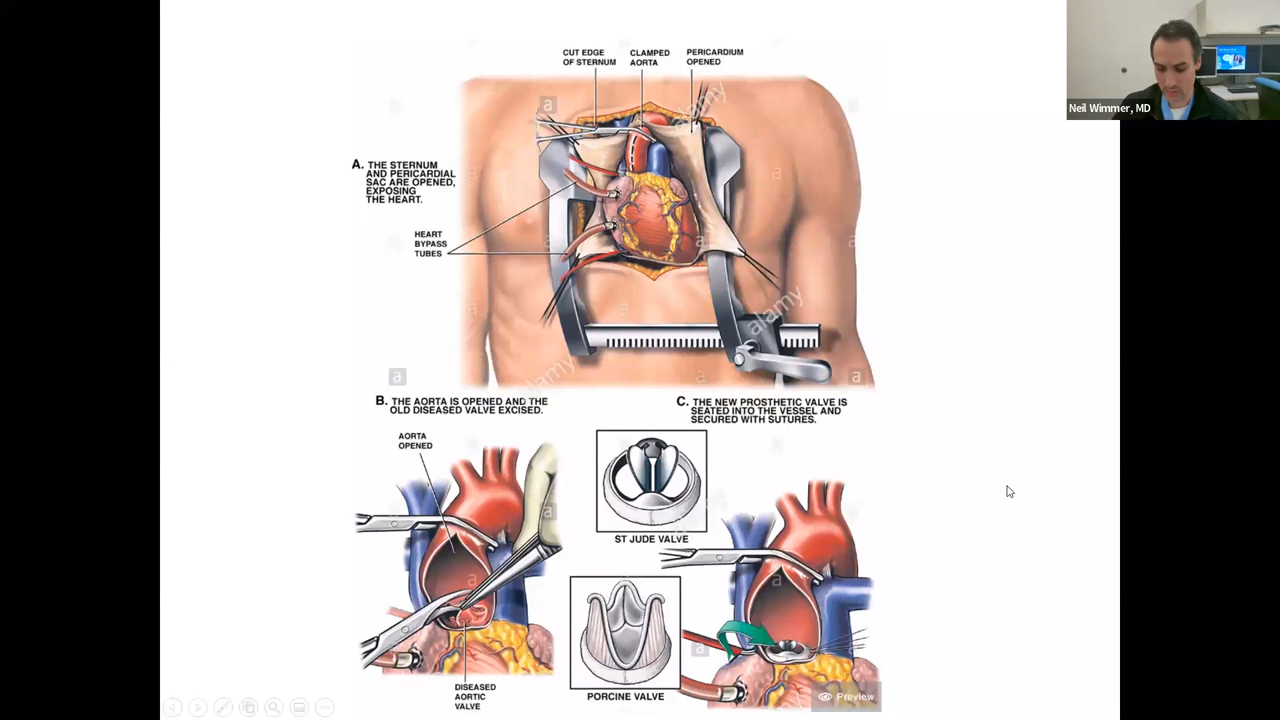 CUT EDGE
OF STERNUM
CLAMPED
AORTA
PERICARDIUM
OPENED
Neil Wimmer, MD
A. THE STERNUM
AND PERICARDIAL
SAC ARE OPENED,
EXPOSING
THE HEART.
HEART
BYPASS
TUBES
a
alamy
a
alamy
a
alamy
a
B. THE AORTA IS OPENED AND THE
OLD DISEASED VALVE EXCISED.
C. THE NEW PROSTHETIC VALVE IS
SEATED INTO THE VESSEL AND
SECURED WITH SUTURES.
AORTA
OPENED
ST JUDE VALVE
a
a
a
DISEASED
AORTIC
VALVE
PORCINE VALVE
Preview